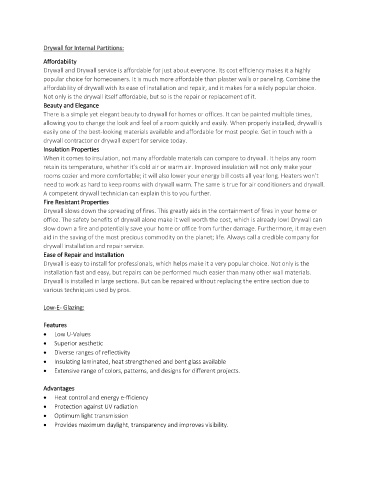 Drywall for Internal Partitions:
Affordability
Drywall and Drywall service is affordable for just about everyone. Its cost efficiency makes it a highly
popular choice for homeowners. It is much more affordable than plaster walls or paneling. Combine the
affordability of drywall with its ease of installation and repair, and it makes for a wildly popular choice.
Not only is the drywall itself affordable, but so is the repair or replacement of it.
Beauty and Elegance
There is a simple yet elegant beauty to drywall for homes or offices. It can be painted multiple times,
allowing you to change the look and feel of a room quickly and easily. When properly installed, drywall is
easily one of the best-looking materials available and affordable for most people. Get in touch with a
drywall contractor or drywall expert for service today.
Insulation Properties
When it comes to insulation, not many affordable materials can compare to drywall. It helps any room
retain its temperature, whether it's cold air or warm air. Improved insulation will not only make your
rooms cozier and more comfortable; it will also lower your energy bill costs all year long. Heaters won't
need to work as hard to keep rooms with drywall warm. The same is true for air conditioners and drywall.
A competent drywall technician can explain this to you further.
Fire Resistant Properties
Drywall slows down the spreading of fires. This greatly aids in the containment of fires in your home or
office. The safety benefits of drywall alone make it well worth the cost, which is already low! Drywall can
slow down a fire and potentially save your home or office from further damage. Furthermore, it may even
aid in the saving of the most precious commodity on the planet; life. Always call a credible company for
drywall installation and repair service.
Ease of Repair and Installation
Drywall is easy to install for professionals, which helps make it a very popular choice. Not only is the
installation fast and easy, but repairs can be performed much easier than many other wall materials.
Drywall is installed in large sections. But can be repaired without replacing the entire section due to
various techniques used by pros.
Low-E- Glazing:
Features
• Low U-Values
• Superior aesthetic
• Diverse ranges of reflectivity
• Insulating laminated, heat strengthened and bent glass available
• Extensive range of colors, patterns, and designs for different projects.
Advantages
• Heat control and energy e-fficiency
• Protection against UV radiation
• Optimum light transmission
• Provides maximum daylight, transparency and improves visibility.